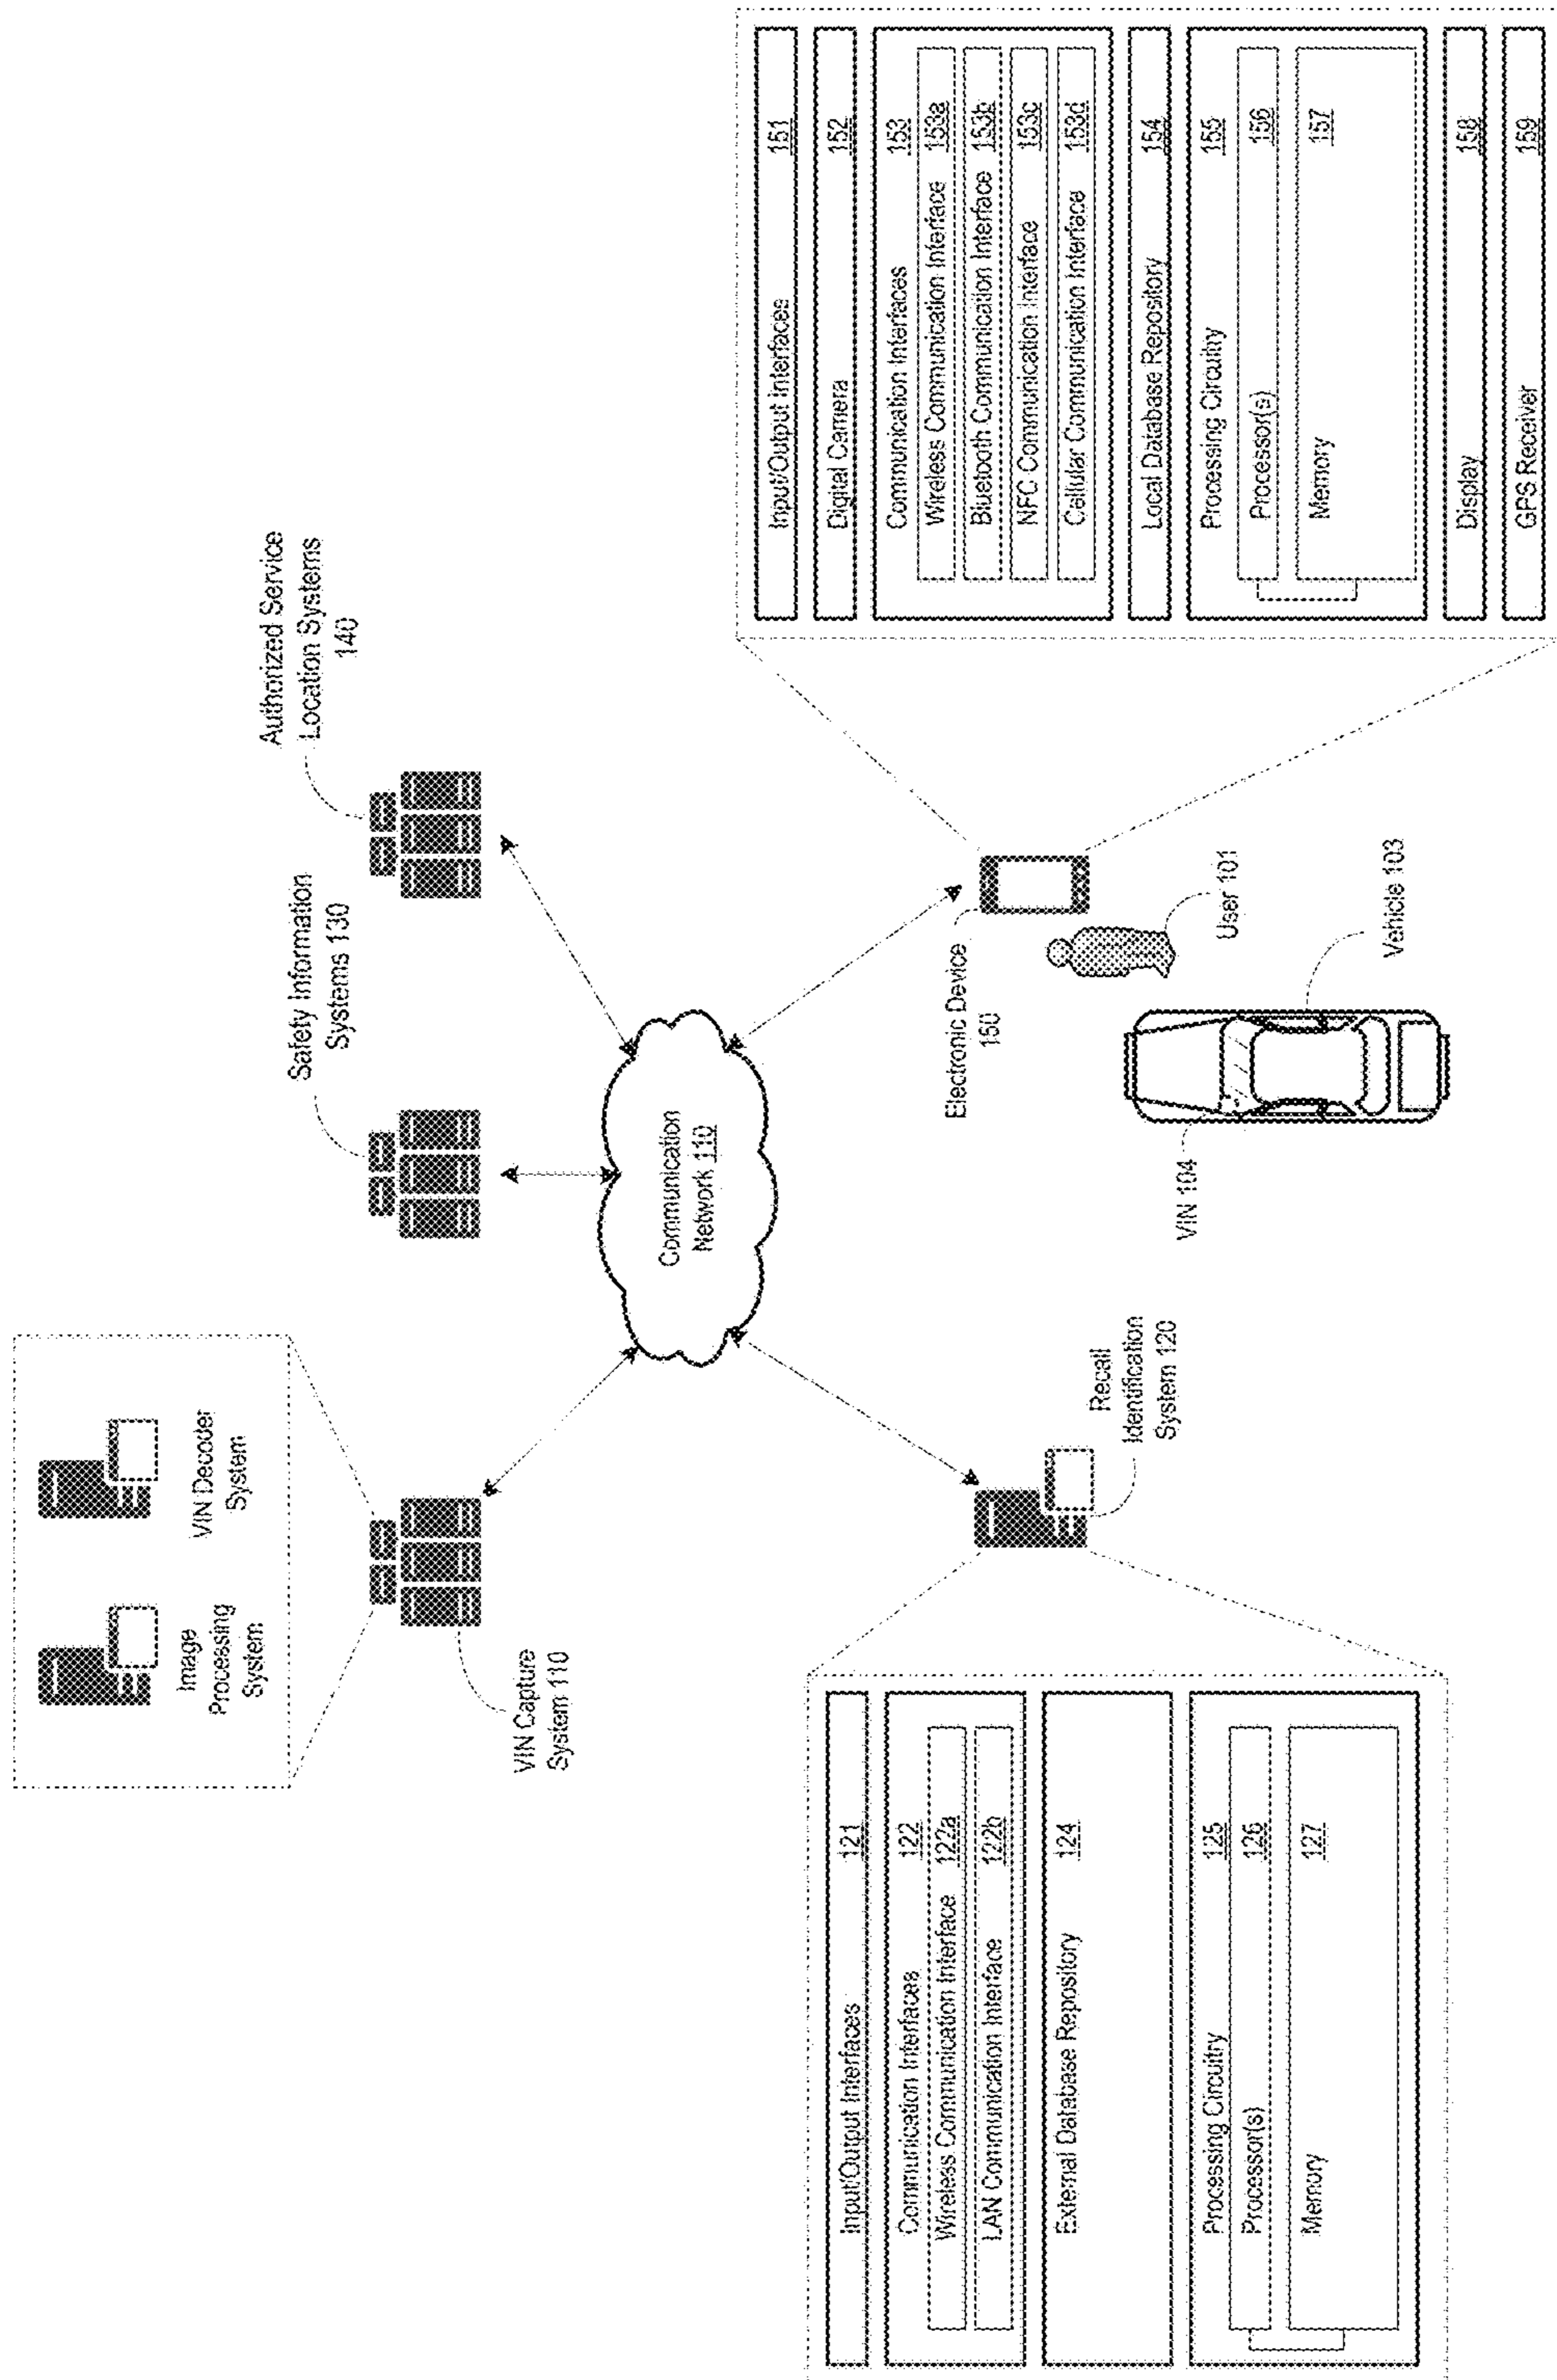 Image
Processing
System
VIN Decoder
System
VIN Capture
System 110
Safety Information
Systems 130
Authorized Service
Location Systems
140
Communication
Network 110
Recall
Identification
System 120
Electronic Device
150
User 101
VIN 104
Vehicle 103
Input/Output Interfaces 121
Communication Interfaces 122
Wireless Communication Interface 122a
LAN Communication Interface 122b
External Database Repository 124
Processing Circuitry 125
Processor(s) 126
Memory 127
Input/Output Interfaces 151
Digital Camera 152
Communication Interfaces 153
Wireless Communication Interface 153a
Bluetooth Communication Interface 153b
NFC Communication Interface 153c
Cellular Communication Interface 153d
Local Database Repository 154
Processing Circuitry 155
Processor(s) 156
Memory 157
Display 158
GPS Receiver 159